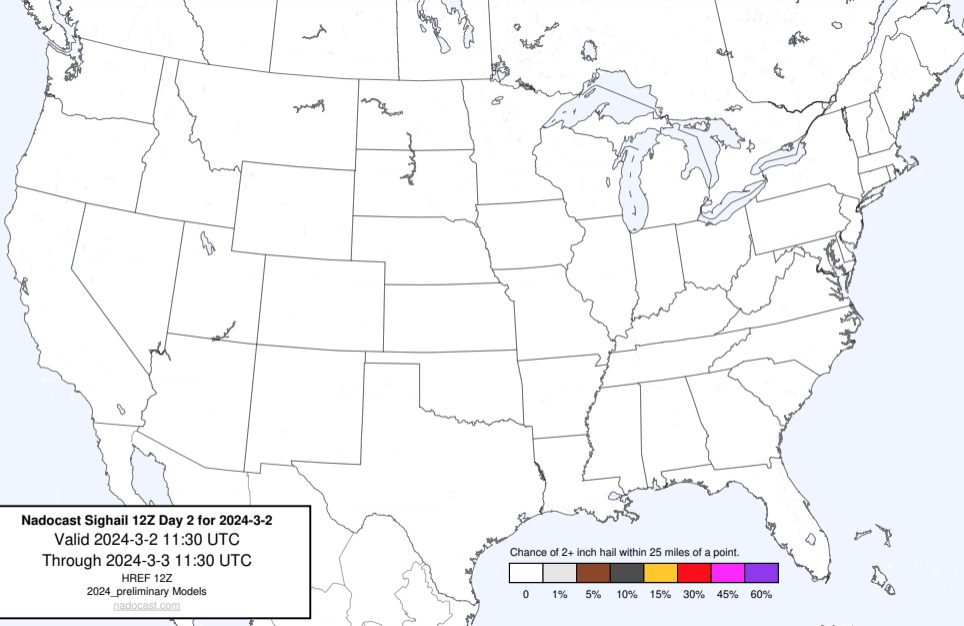 Nadocast Sighail 12Z Day 2 for 2024-3-2
Valid 2024-3-2 11:30 UTC
Through 2024-3-3 11:30 UTC
HREF 12Z
2024_preliminary Models
nadocast.com
Chance of 2+ inch hail within 25 miles of a point.
0 1% 5% 10% 15% 30% 45% 60%